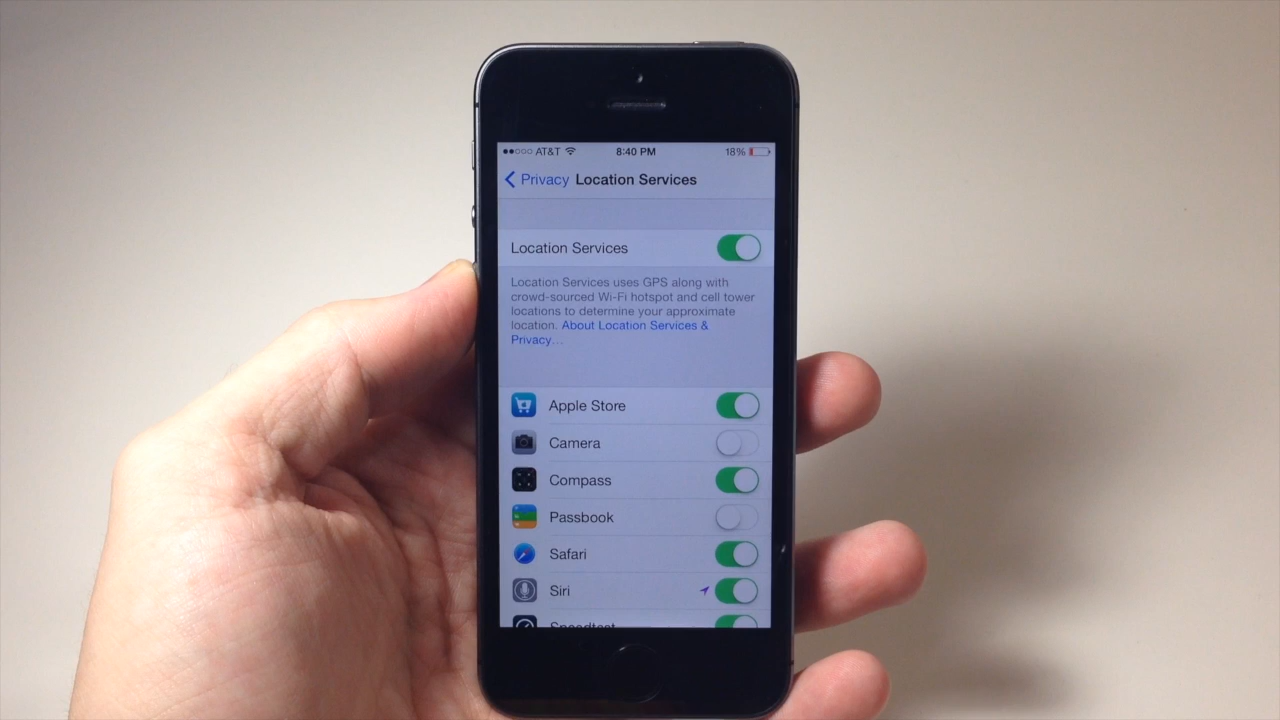 AT&T 8:40 PM 18%
Privacy Location Services
Location Services
Location Services uses GPS along with
crowd-sourced Wi-Fi hotspot and cell tower
locations to determine your approximate
location. About Location Services &
Privacy...
Apple Store
Camera
Compass
Passbook
Safari
Siri
Speedtest